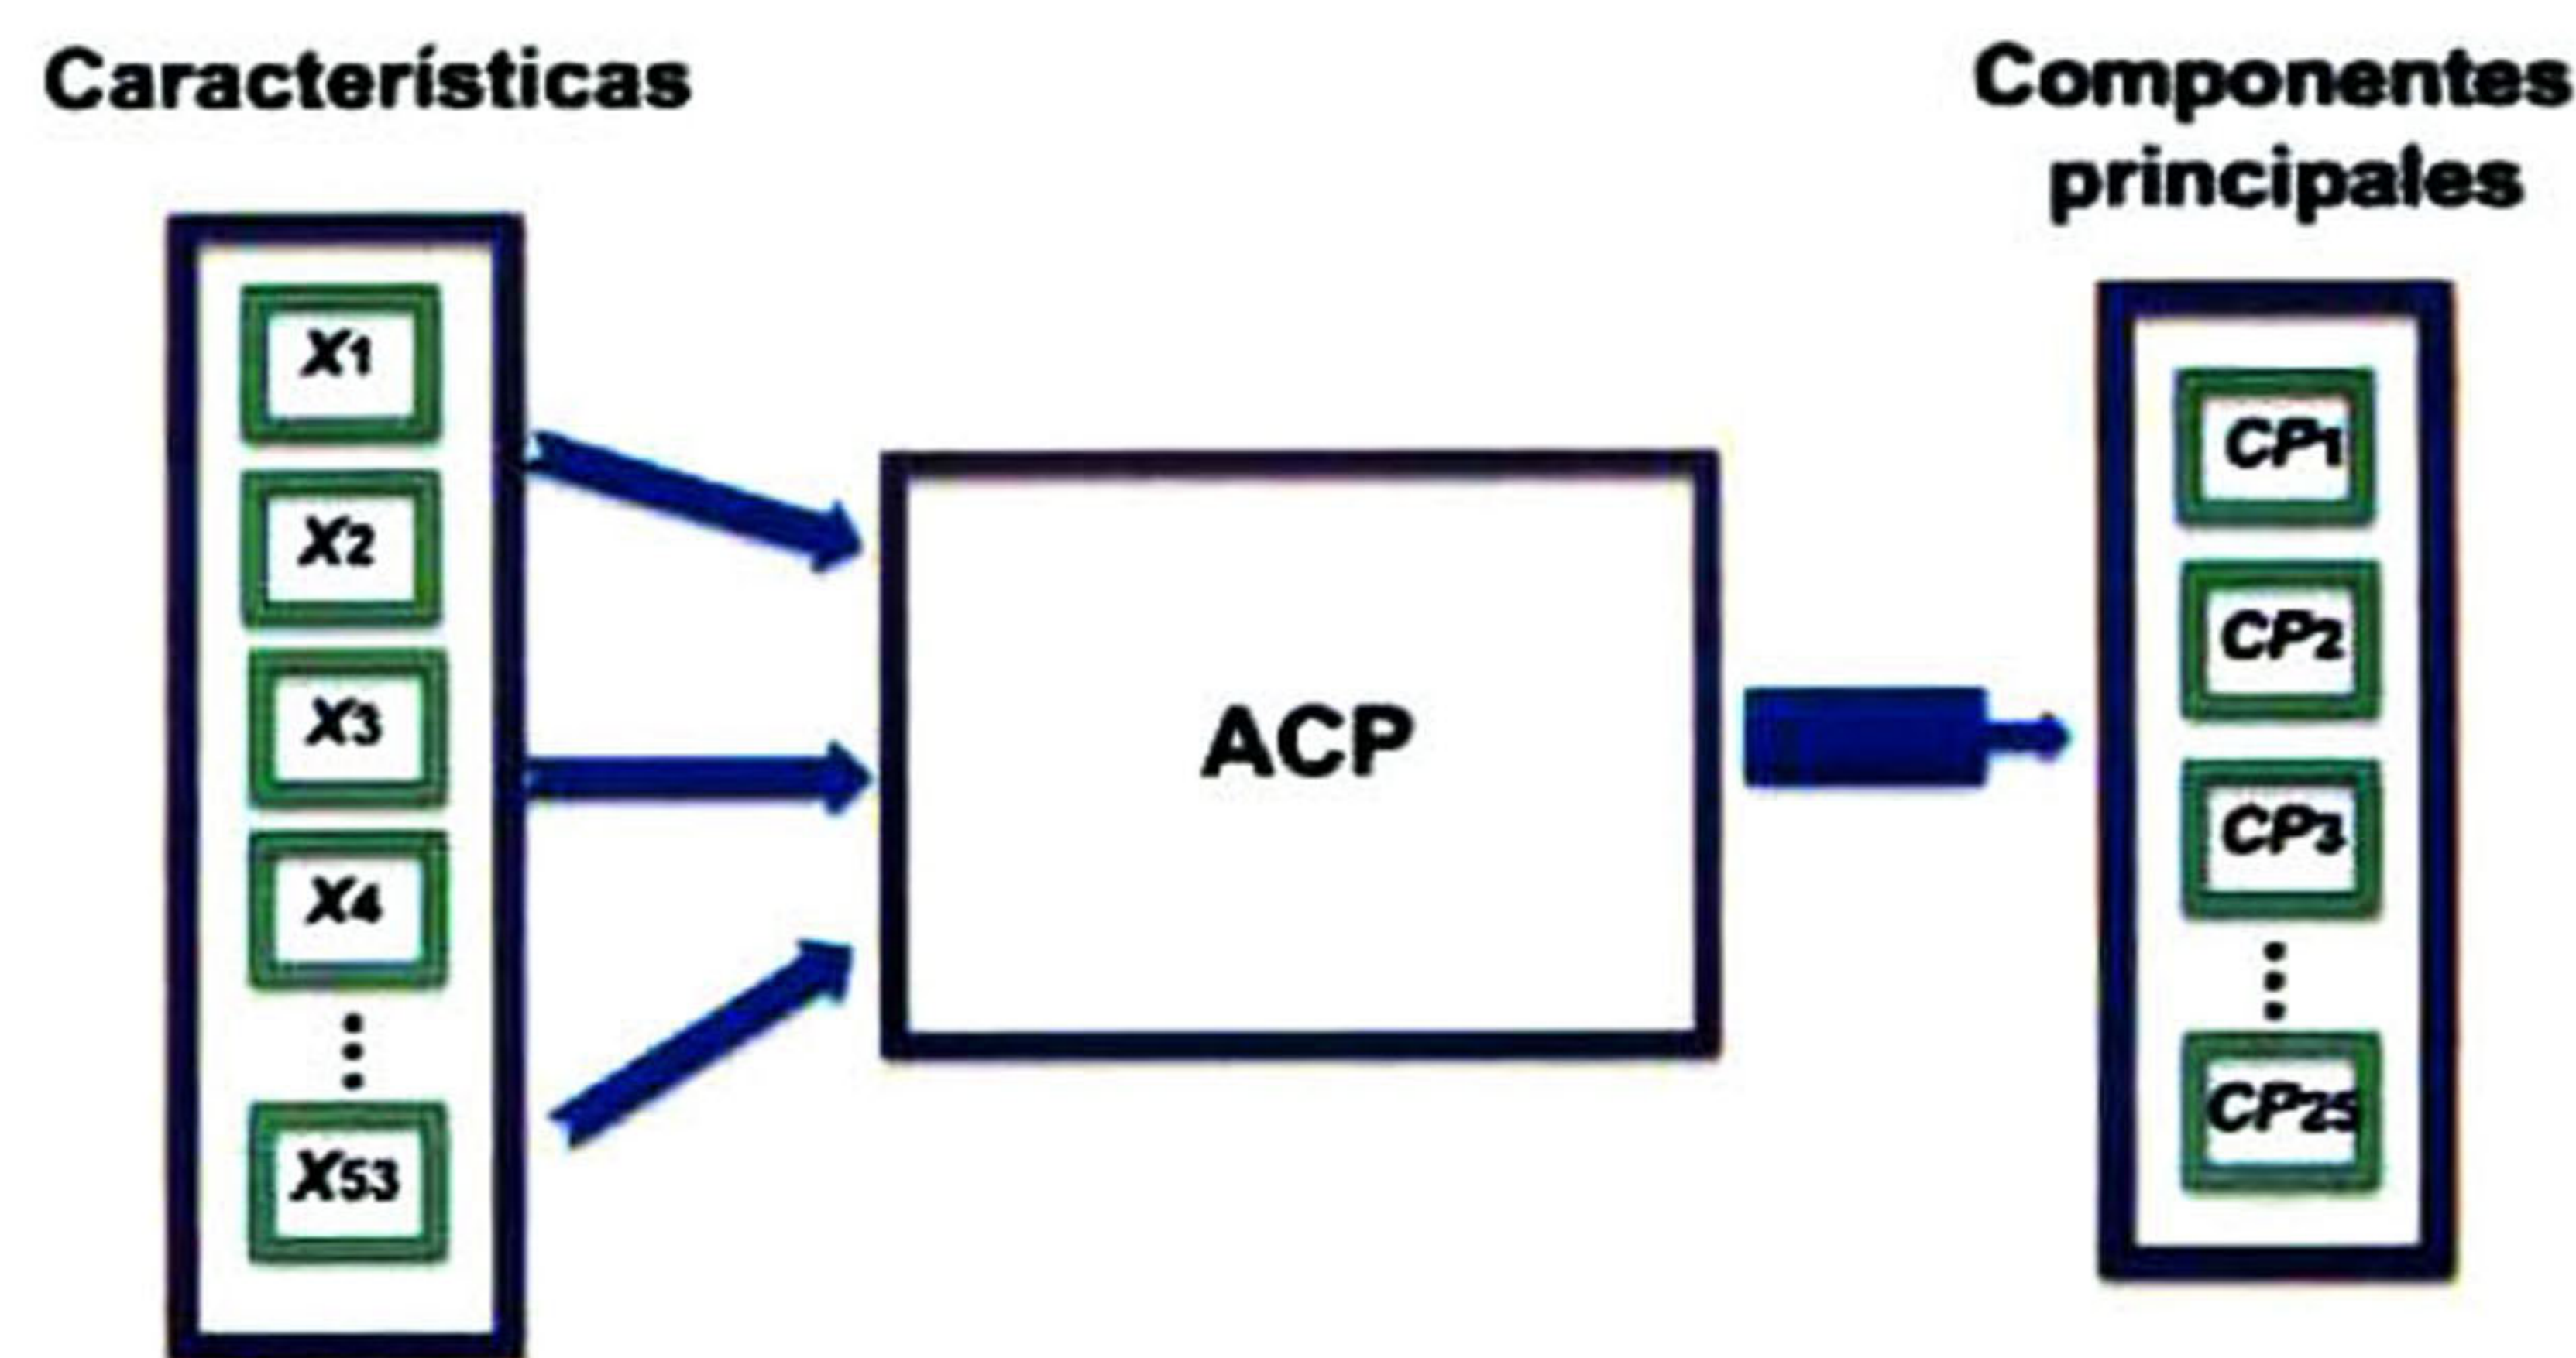 Características
X1
X2
X3
X4
X53
ACP
Componentes
principales
CP1
CP2
CP3
CP25